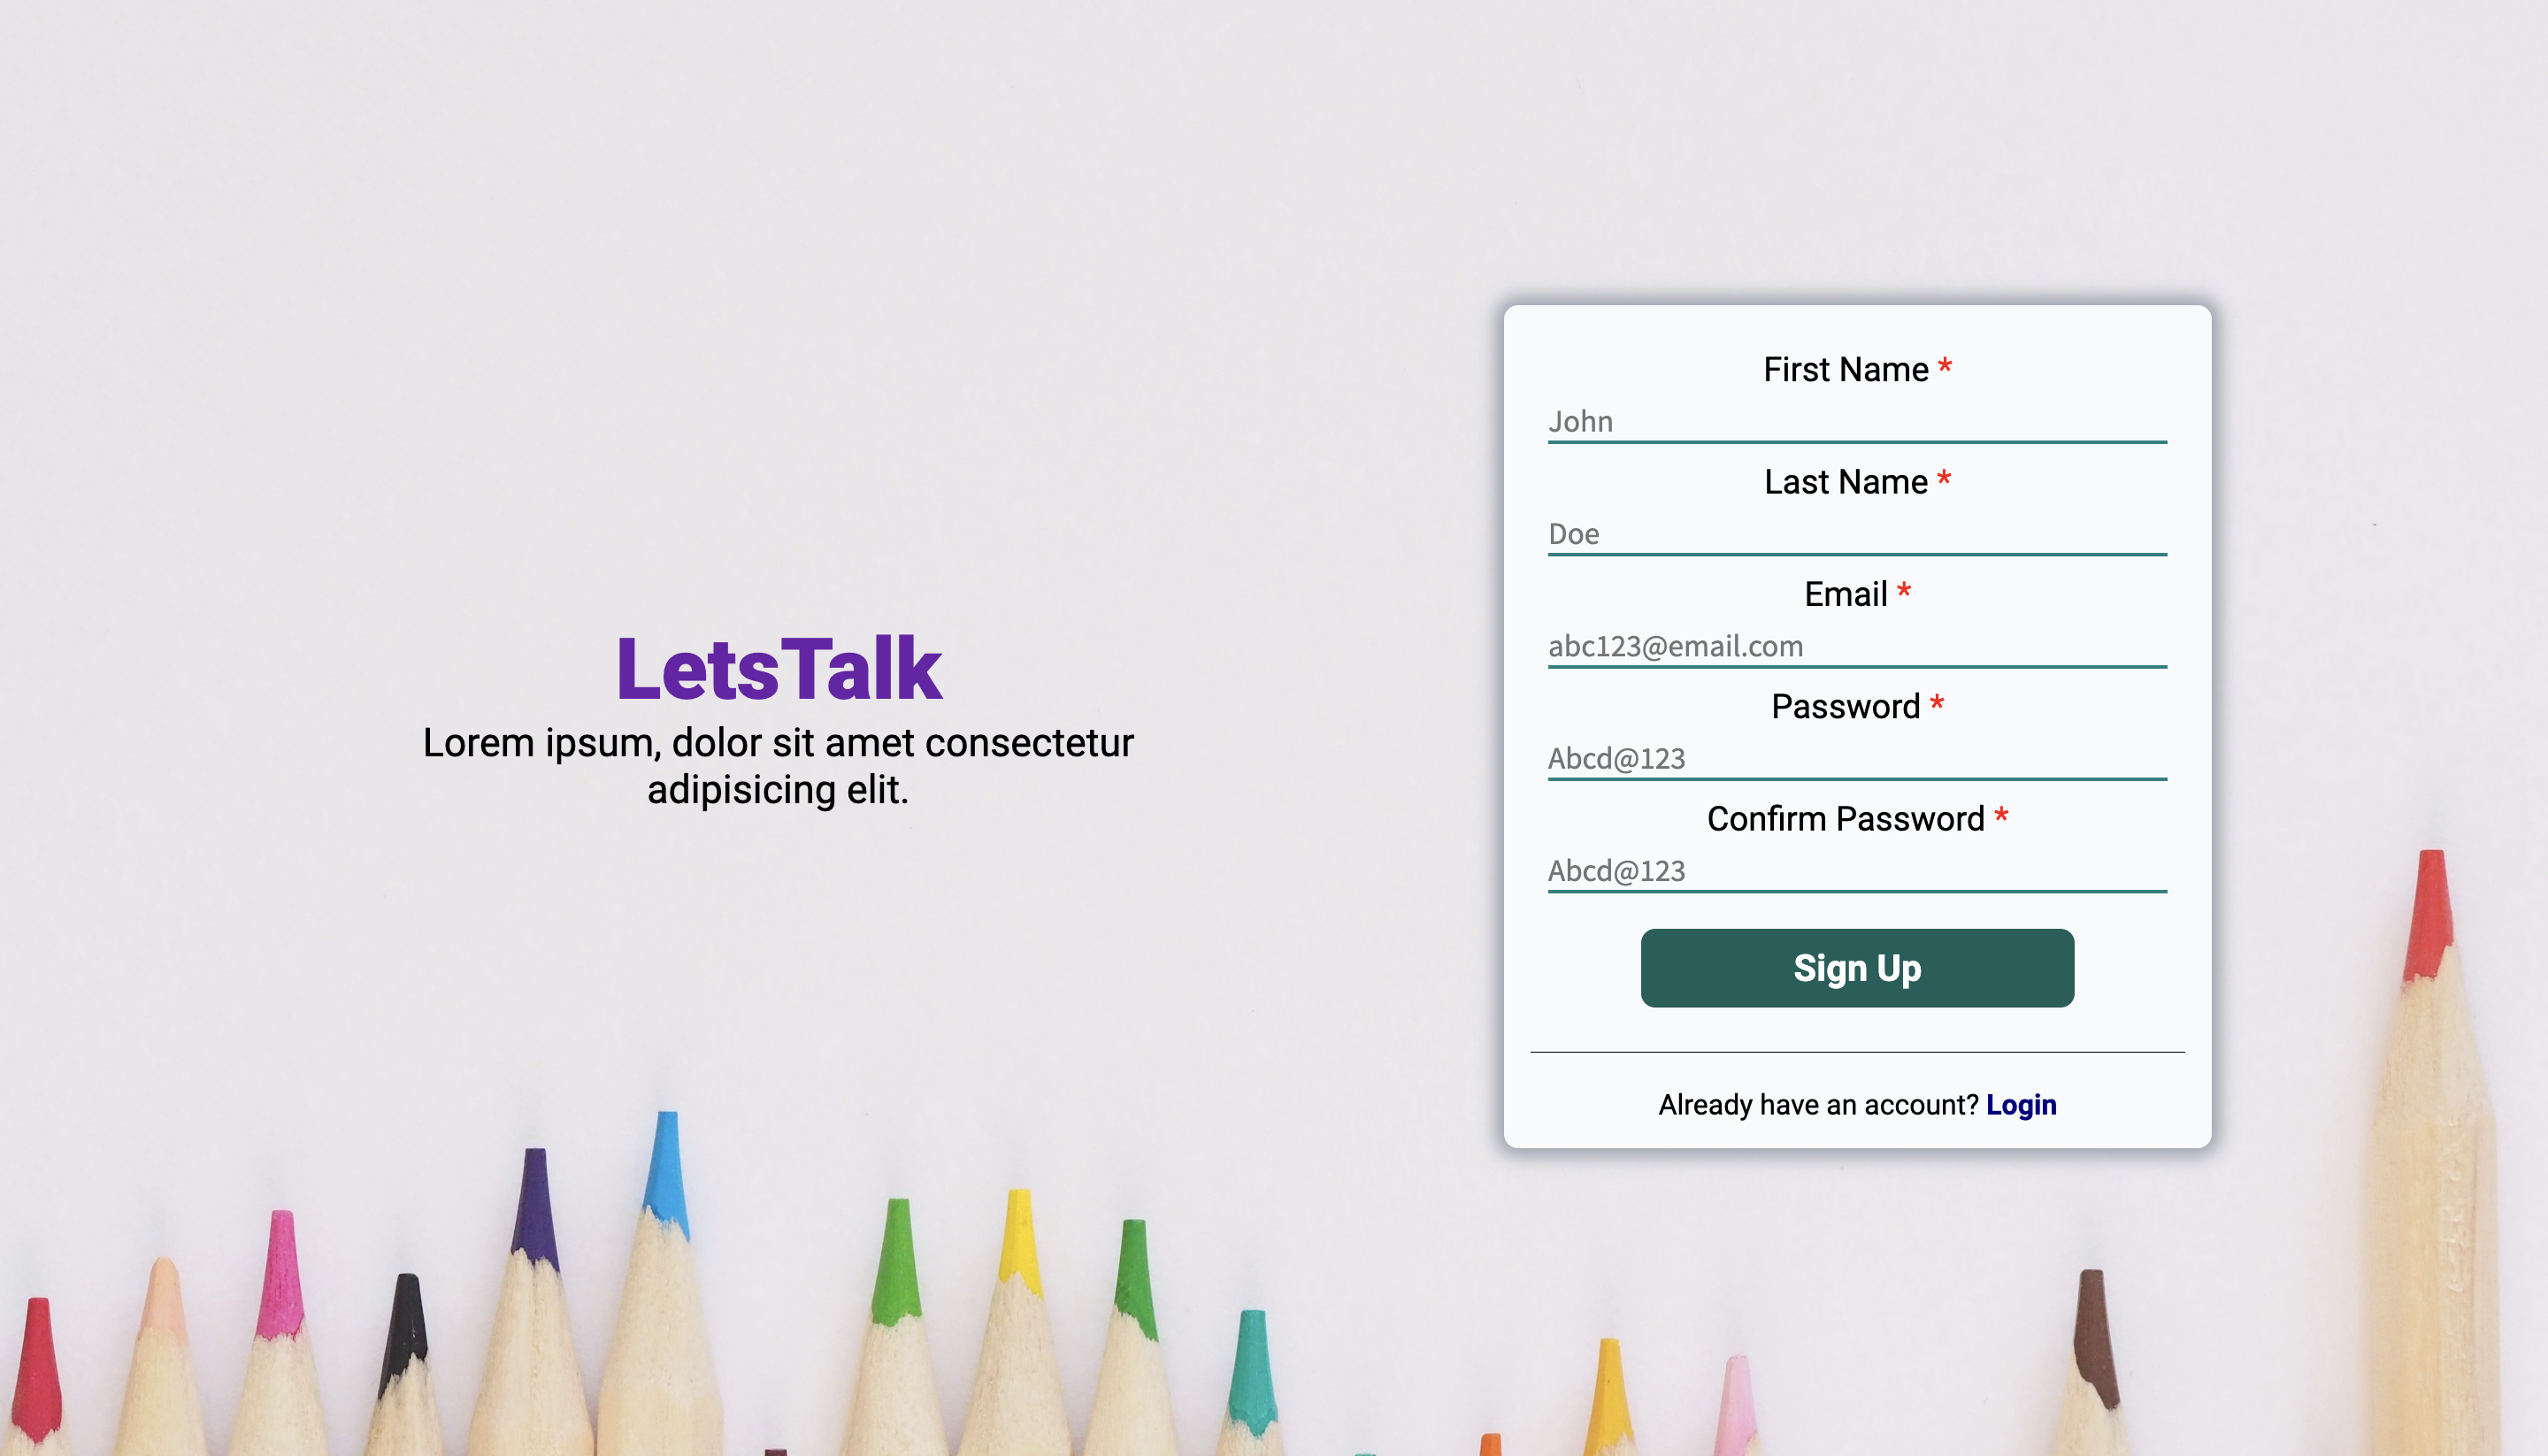 LetsTalk
Lorem ipsum, dolor sit amet consectetur
adipisicing elit.
First Name *
John
Last Name *
Doe
Email *
abc123@email.com
Password *
Abcd@123
Confirm Password *
Abcd@123
Sign Up
Already have an account? Login